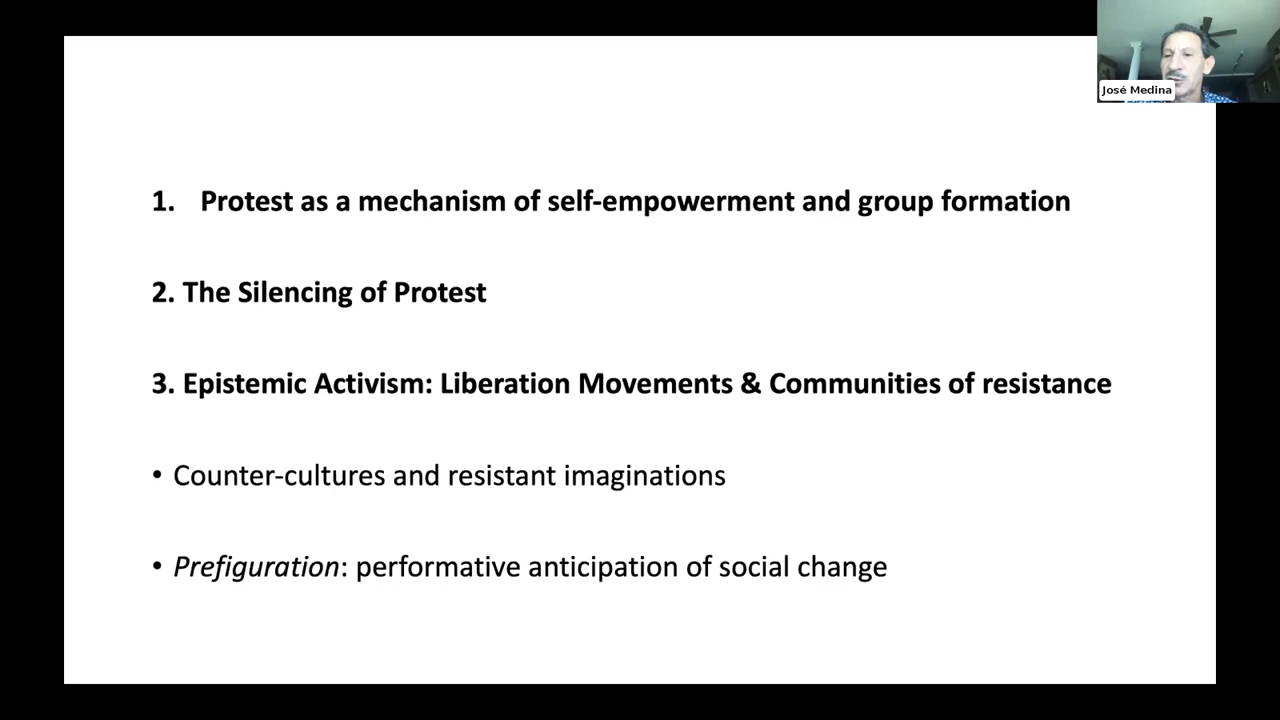 José Medina
1. Protest as a mechanism of self-empowerment and group formation
2. The Silencing of Protest
3. Epistemic Activism: Liberation Movements & Communities of resistance
• Counter-cultures and resistant imaginations
• Prefiguration: performative anticipation of social change